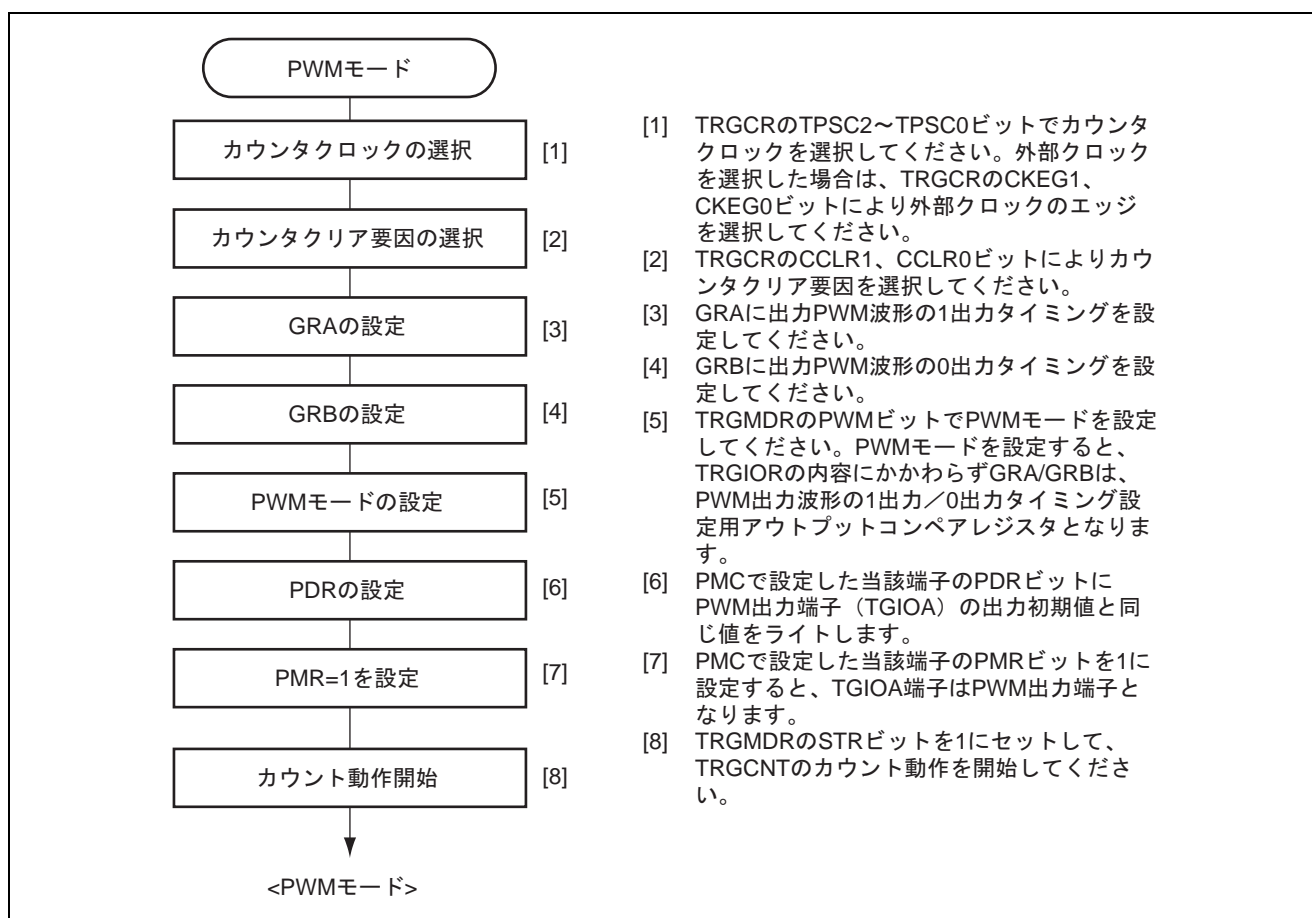 PWMモード
カウンタクロックの選択 [1]
カウンタクリア要因の選択 [2]
GRAの設定 [3]
GRBの設定 [4]
PWMモードの設定 [5]
PDRの設定 [6]
PMR=1を設定 [7]
カウント動作開始 [8]
<PWMモード>
[1] TRGCRのTPSC2～TPSC0ビットでカウンタ
クロックを選択してください。外部クロック
を選択した場合は、TRGCRのCKEG1、
CKEG0ビットにより外部クロックのエッジ
を選択してください。
[2] TRGCRのCCLR1、CCLR0ビットによりカウ
ンタクリア要因を選択してください。
[3] GRAに出力PWM波形の1出力タイミングを設
定してください。
[4] GRBに出力PWM波形の0出力タイミングを設
定してください。
[5] TRGMDRのPWMビットでPWMモードを設定
してください。PWMモードを設定すると、
TRGIORの内容にかかわらずGRA/GRBは、
PWM出力波形の1出力／0出力タイミング設
定用アウトプットコンペアレジスタとなりま
す。
[6] PMCで設定した当該端子のPDRビットに
PWM出力端子（TGIOA）の出力初期値と同
じ値をライトします。
[7] PMCで設定した当該端子のPMRビットを1に
設定すると、TGIOA端子はPWM出力端子と
なります。
[8] TRGMDRのSTRビットを1にセットして、
TRGCNTのカウント動作を開始してくださ
い。